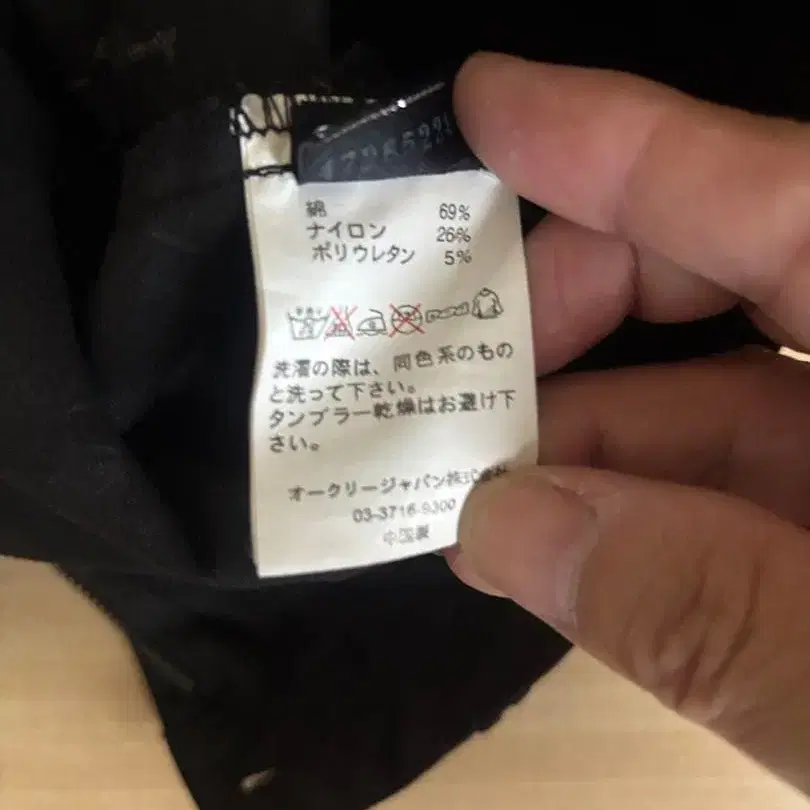 綿 69%
ナイロン 26%
ポリウレタン 5%
洗濯の際は、同色系のもの
と洗って下さい。
タンブラー乾燥はお避け下
さい。
オークリージャパン株式会社
03-3716-9300
中国製